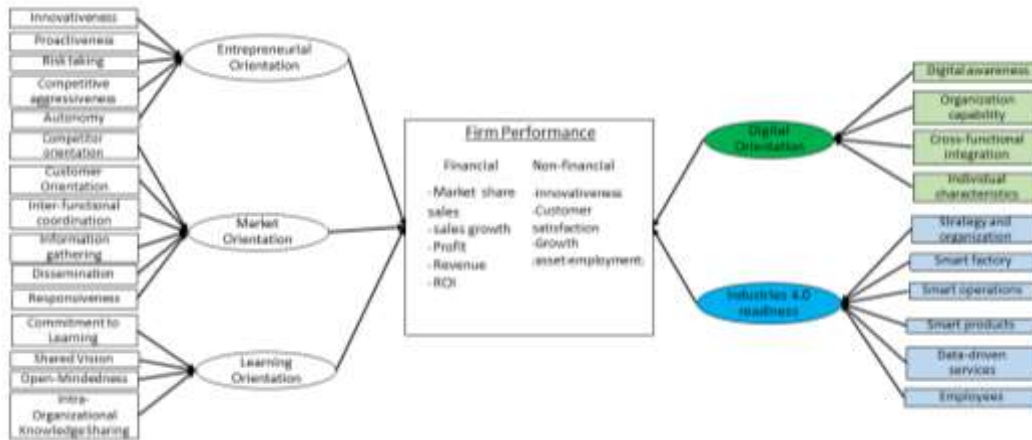 Innovativeness
Proactiveness
Risk taking
Competitive
aggressiveness
Autonomy
Competitor
orientation
Customer
Orientation
Inter-functional
coordination
Information
gathering
Dissemination
Responsiveness
Commitment to
Learning
Shared Vision
Open-Mindedness
Intra-
Organizational
Knowledge Sharing
Entrepreneurial
Orientation
Market
Orientation
Learning
Orientation
Firm Performance
Financial
-Market share
sales
-sales growth
-Profit
-Revenue
-ROI
Non-financial
-innovativeness
-Customer
satisfaction
-Growth
asset employment
Digital
Orientation
Industries 4.0
readiness
Digital awareness
Organization
capability
Cross-functional
integration
Individual
characteristics
Strategy and
organization
Smart factory
Smart operations
Smart products
Data-driven
services
Employees